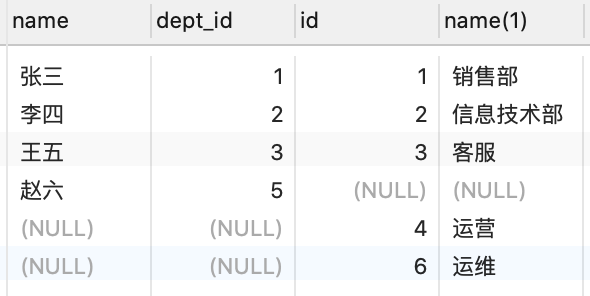 name dept_id id name(1)
张三 1 1 销售部
李四 2 2 信息技术部
王五 3 3 客服
赵六 5 (NULL) (NULL)
(NULL) (NULL) 4 运营
(NULL) (NULL) 6 运维